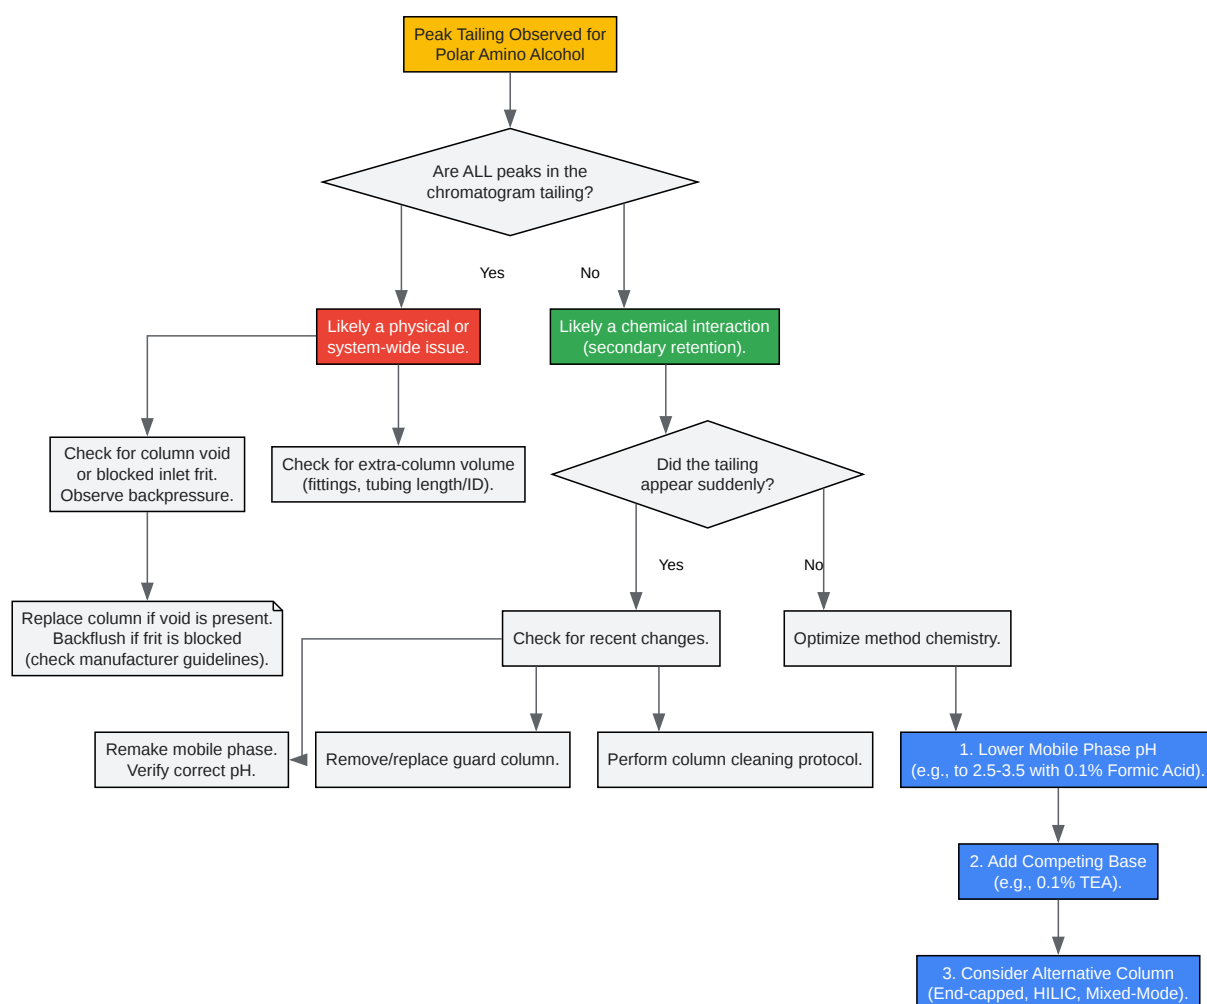 Peak Tailing Observed for
Polar Amino Alcohol
Are ALL peaks in the
chromatogram tailing?
Yes
No
Likely a physical or
system-wide issue.
Likely a chemical interaction
(secondary retention).
Check for column void
or blocked inlet frit.
Observe backpressure.
Check for extra-column volume
(fittings, tubing length/ID).
Did the tailing
appear suddenly?
Yes
No
Replace column if void is present.
Backflush if frit is blocked
(check manufacturer guidelines).
Check for recent changes.
Optimize method chemistry.
Remake mobile phase.
Verify correct pH.
Remove/replace guard column.
Perform column cleaning protocol.
1. Lower Mobile Phase pH
(e.g., to 2.5-3.5 with 0.1% Formic Acid).
2. Add Competing Base
(e.g., 0.1% TEA).
3. Consider Alternative Column
(End-capped, HILIC, Mixed-Mode).